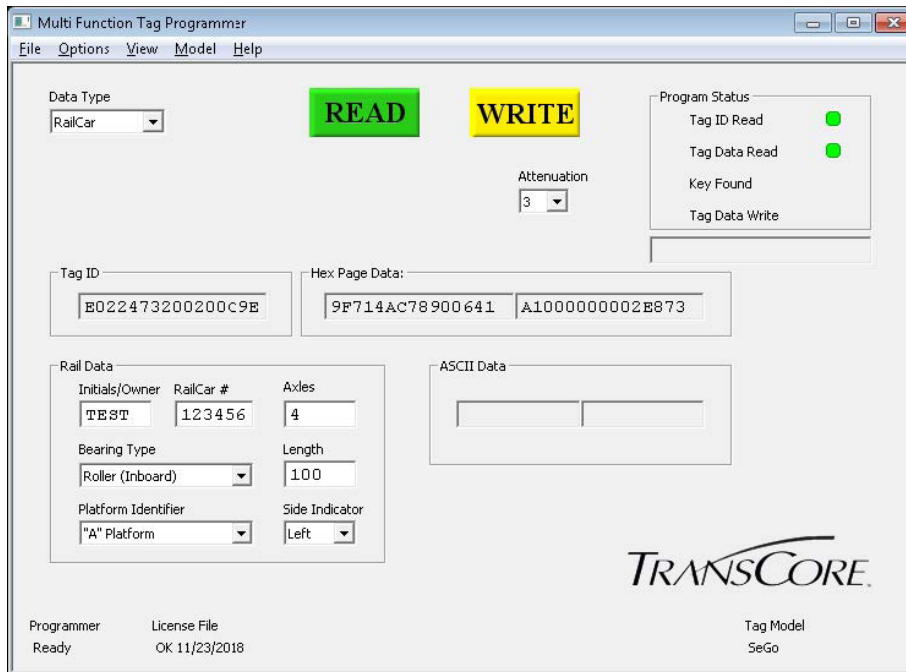 Multi Function Tag Programmer
File Options View Model Help
Data Type
RailCar
READ
WRITE
Attenuation
3
Program Status
Tag ID Read
Tag Data Read
Key Found
Tag Data Write
Tag ID
E022473200200C9E
Hex Page Data:
9F714AC78900641 A1000000002E873
Rail Data
Initials/Owner RailCar # Axles
TEST 123456 4
Bearing Type Length
Roller (Inboard) 100
Platform Identifier Side Indicator
"A" Platform Left
ASCII Data
TRANSCORE.
Programmer License File Tag Model
Ready OK 11/23/2018 SeGo